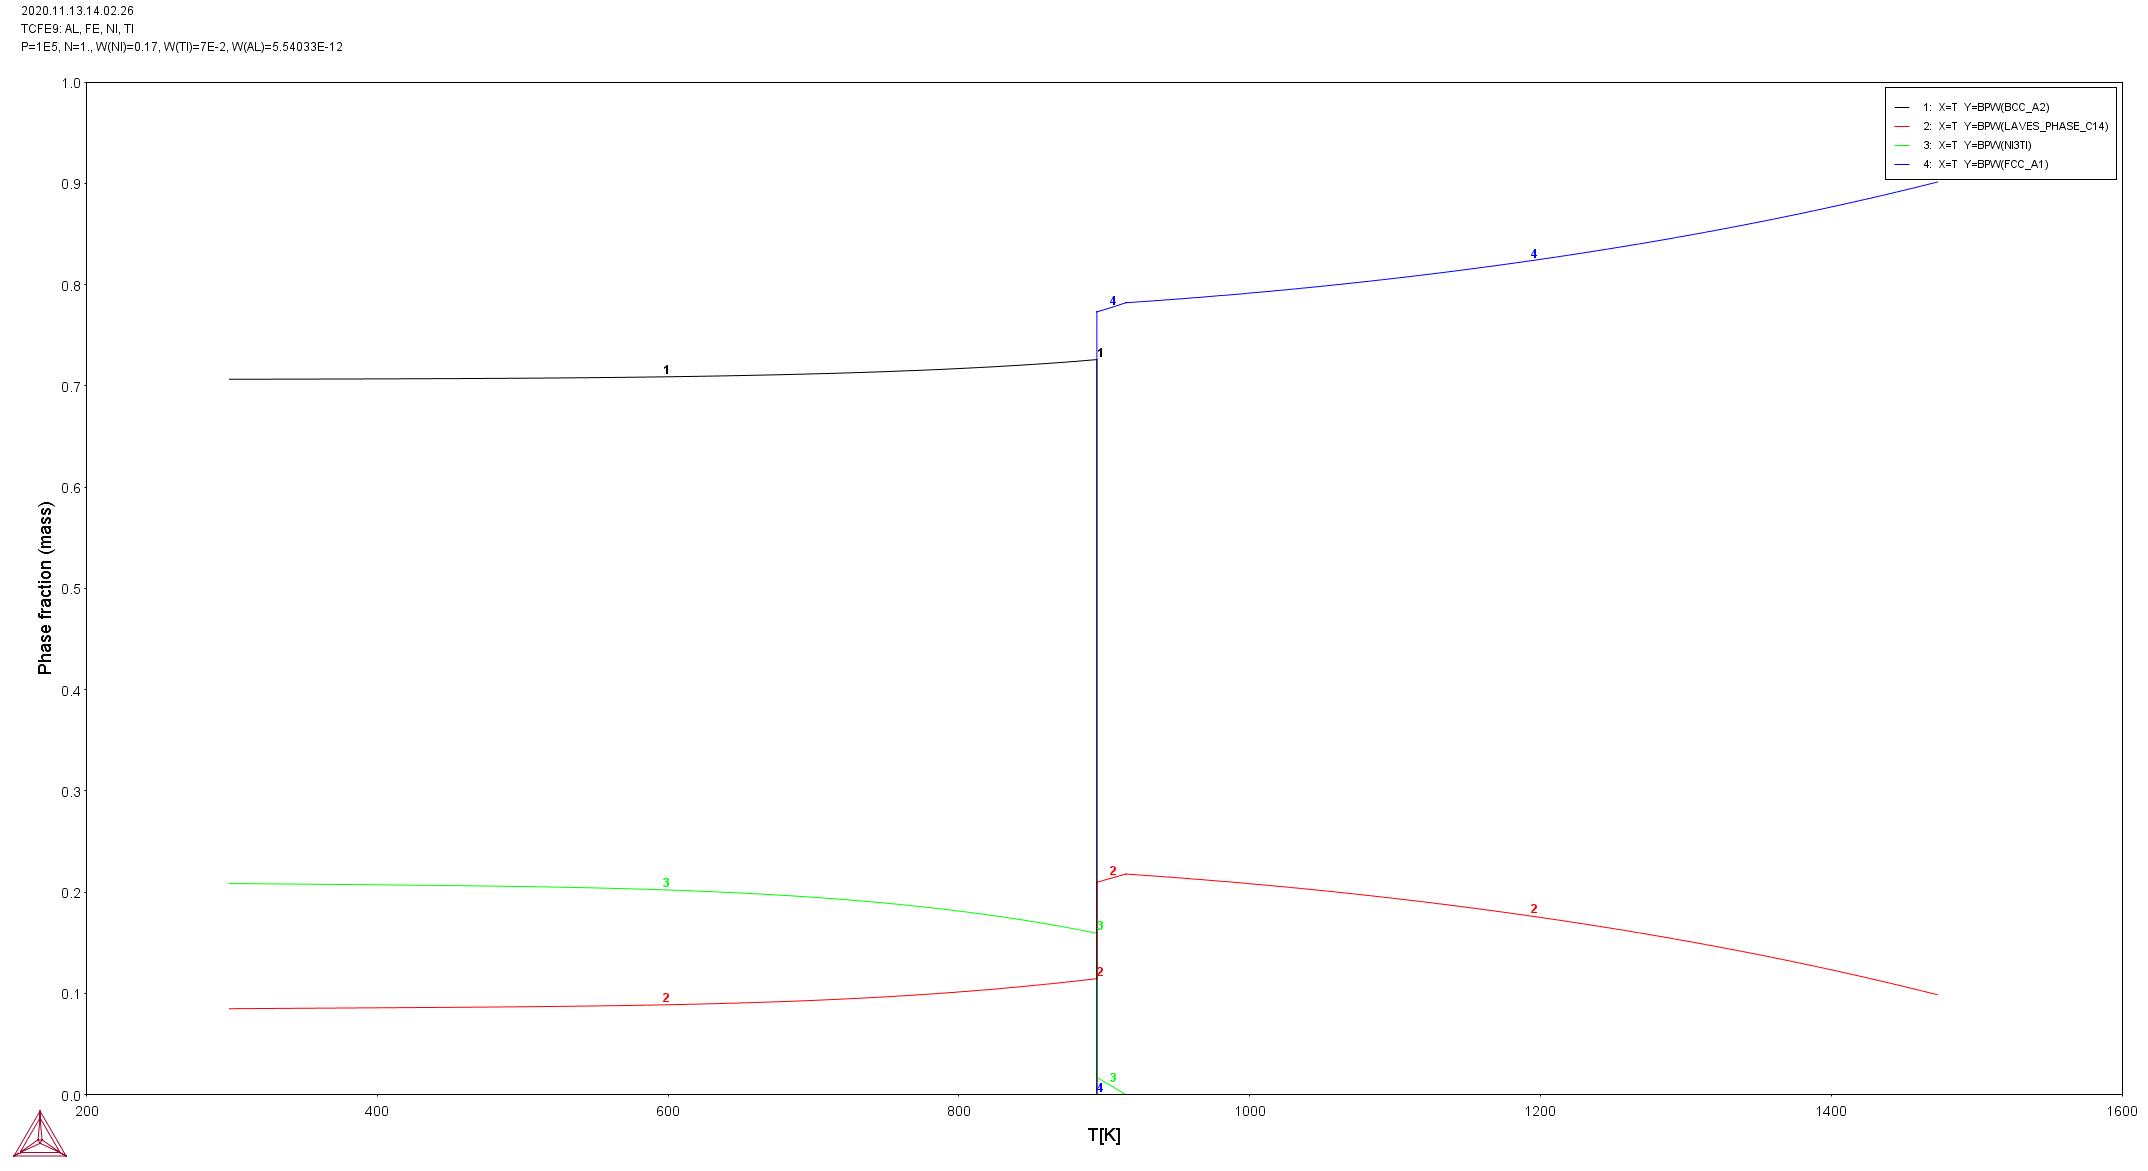 2020.11.13.14.02.26
TCFE9: AL, FE, NI, TI
P=1E5, N=1., W(NI)=0.17, W(TI)=7E-2, W(AL)=5.54033E-12
1: X=T Y=BPW(BCC_A2)
2: X=T Y=BPW(LAVES_PHASE_C14)
3: X=T Y=BPW(NI3TI)
4: X=T Y=BPW(FCC_A1)
Phase fraction (mass)
1.0
0.9
0.8
0.7
0.6
0.5
0.4
0.3
0.2
0.1
0.0
4
4
1
1
3
3
2
2
2
2
3
4
200 400 600 800 1000 1200 1400 1600
T[K]